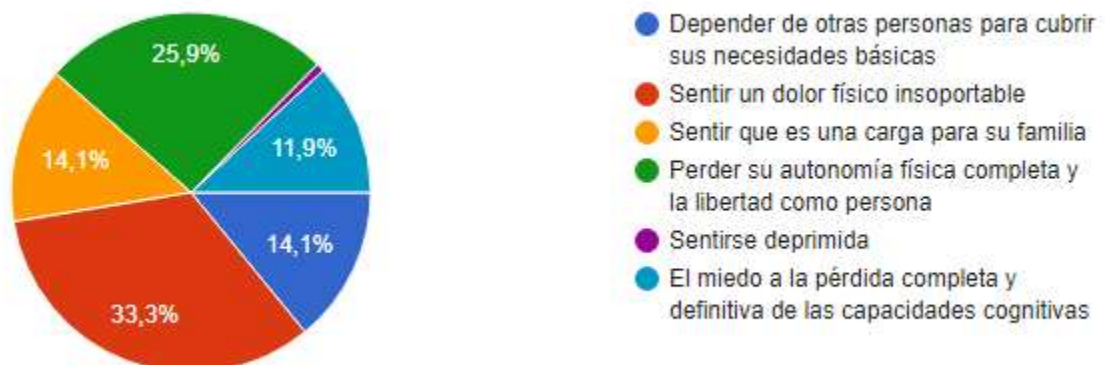 25,9%
11,9%
14,1%
14,1%
33,3%
Depender de otras personas para cubrir
sus necesidades básicas
Sentir un dolor físico insoportable
Sentir que es una carga para su familia
Perder su autonomía física completa y
la libertad como persona
Sentirse deprimida
El miedo a la pérdida completa y
definitiva de las capacidades cognitivas